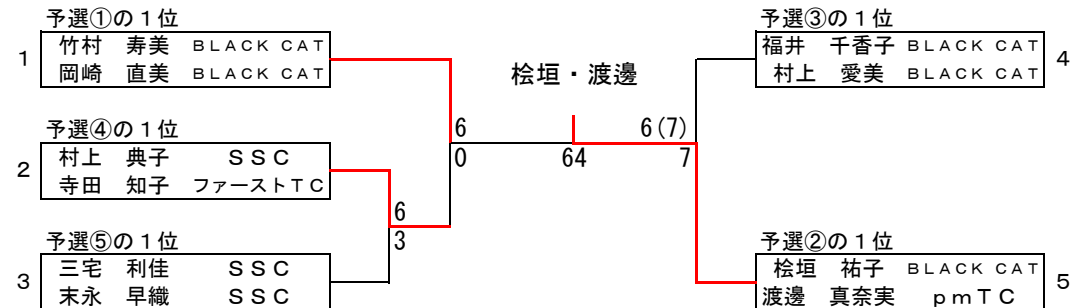 予選①の１位
1 竹村 寿美 BLACK CAT
岡崎 直美 BLACK CAT
予選④の１位
2 村上 典子 ＳＳＣ
寺田 知子 ファーストＴＣ
予選⑤の１位
3 三宅 利佳 ＳＳＣ
末永 早織 ＳＳＣ
6
0
6
3
桧垣・渡邊
64
6(7)
7
予選③の１位
福井 千香子 BLACK CAT 4
村上 愛美 BLACK CAT
予選②の１位
桧垣 祐子 BLACK CAT 5
渡邊 真奈実 ｐｍＴＣ